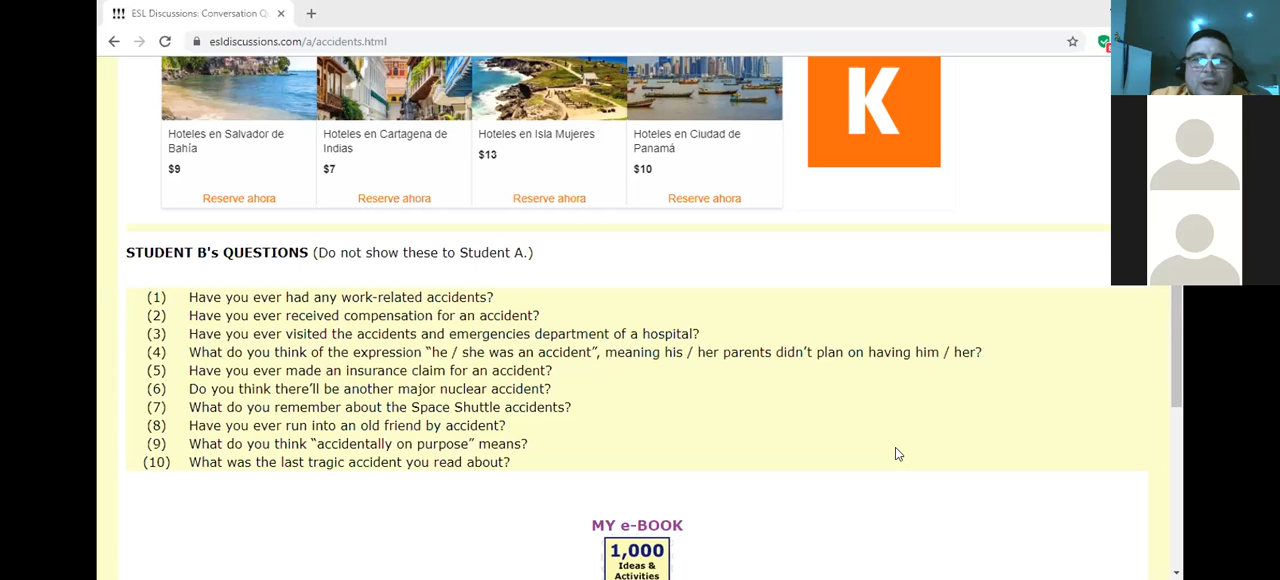 ESL Discussions: Conversation Q
esldiscussions.com/a/accidents.html
Hoteles en Salvador de
Bahía
$9
Reserve ahora
Hoteles en Cartagena de
Indias
$7
Reserve ahora
Hoteles en Isla Mujeres
$13
Reserve ahora
Hoteles en Ciudad de
Panamá
$10
Reserve ahora
K
STUDENT B's QUESTIONS (Do not show these to Student A.)
(1) Have you ever had any work-related accidents?
(2) Have you ever received compensation for an accident?
(3) Have you ever visited the accidents and emergencies department of a hospital?
(4) What do you think of the expression “he / she was an accident”, meaning his / her parents didn’t plan on having him / her?
(5) Have you ever made an insurance claim for an accident?
(6) Do you think there’ll be another major nuclear accident?
(7) What do you remember about the Space Shuttle accidents?
(8) Have you ever run into an old friend by accident?
(9) What do you think “accidentally on purpose” means?
(10) What was the last tragic accident you read about?
MY e-BOOK
1,000
Ideas &
Activities